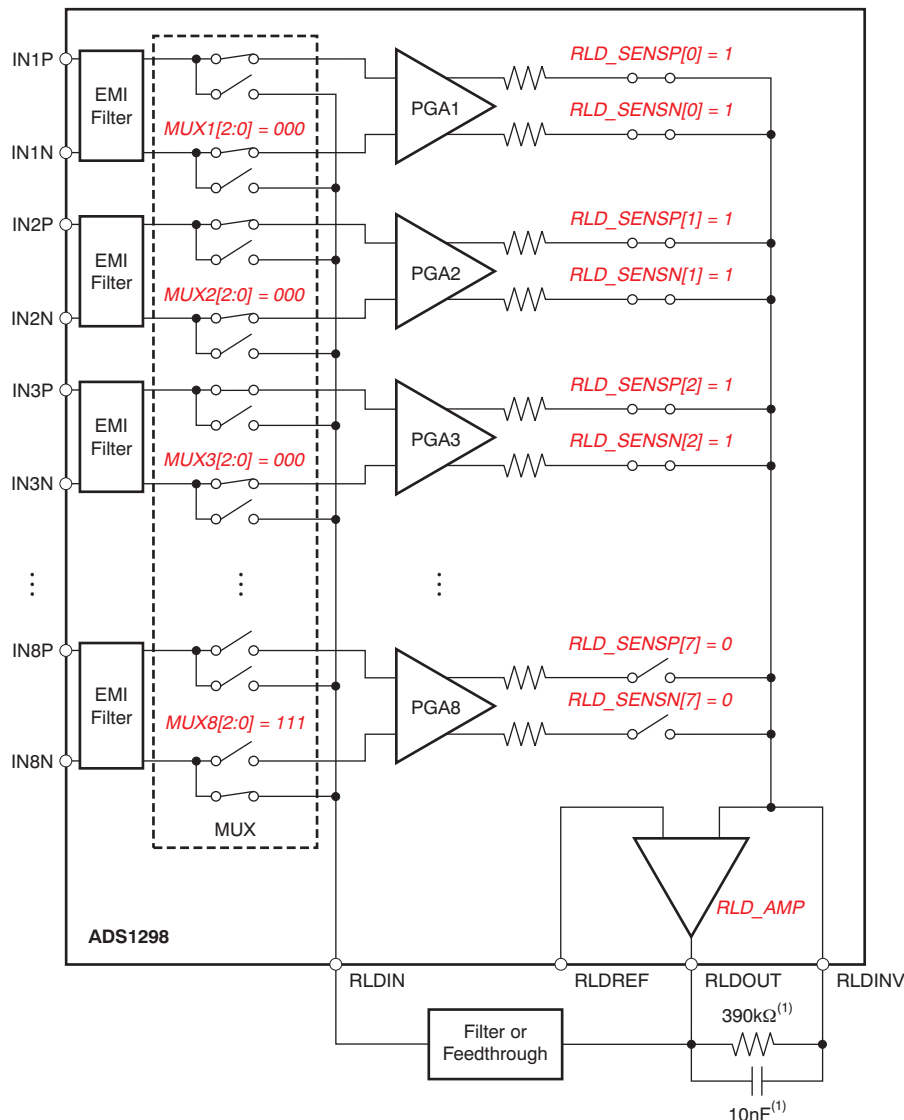 IN1P
EMI
Filter
MUX1[2:0] = 000
IN1N
PGA1
RLD_SENSP[0] = 1
RLD_SENSN[0] = 1
IN2P
EMI
Filter
MUX2[2:0] = 000
IN2N
PGA2
RLD_SENSP[1] = 1
RLD_SENSN[1] = 1
IN3P
EMI
Filter
MUX3[2:0] = 000
IN3N
PGA3
RLD_SENSP[2] = 1
RLD_SENSN[2] = 1
IN8P
EMI
Filter
MUX8[2:0] = 111
IN8N
PGA8
RLD_SENSP[7] = 0
RLD_SENSN[7] = 0
MUX
RLD_AMP
ADS1298
RLDIN
RLDREF
RLDOUT
RLDINV
Filter or
Feedthrough
390kΩ(1)
10nF(1)